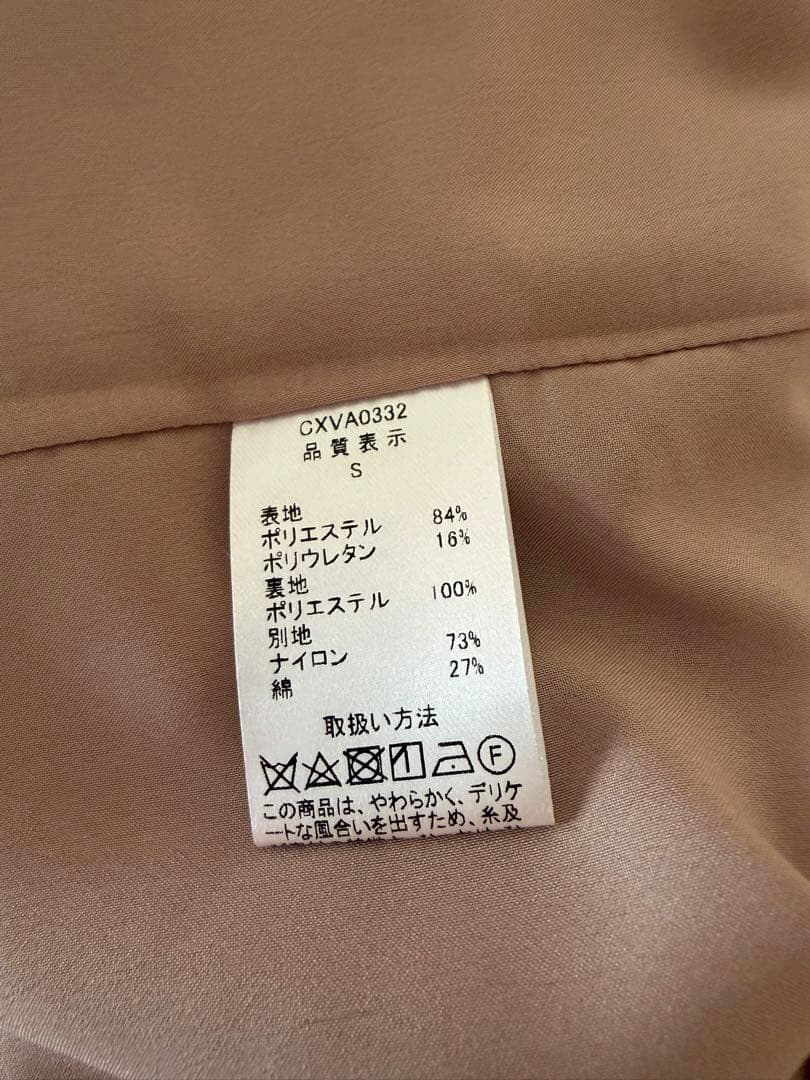 CXVA0332
品質表示
S
表地
ポリエステル 84%
ポリウレタン 16%
裏地
ポリエステル 100%
別地
ナイロン 73%
綿 27%
取扱い方法
F
この商品は、やわらかく、デリケ
ートな風合いを出すため、糸及